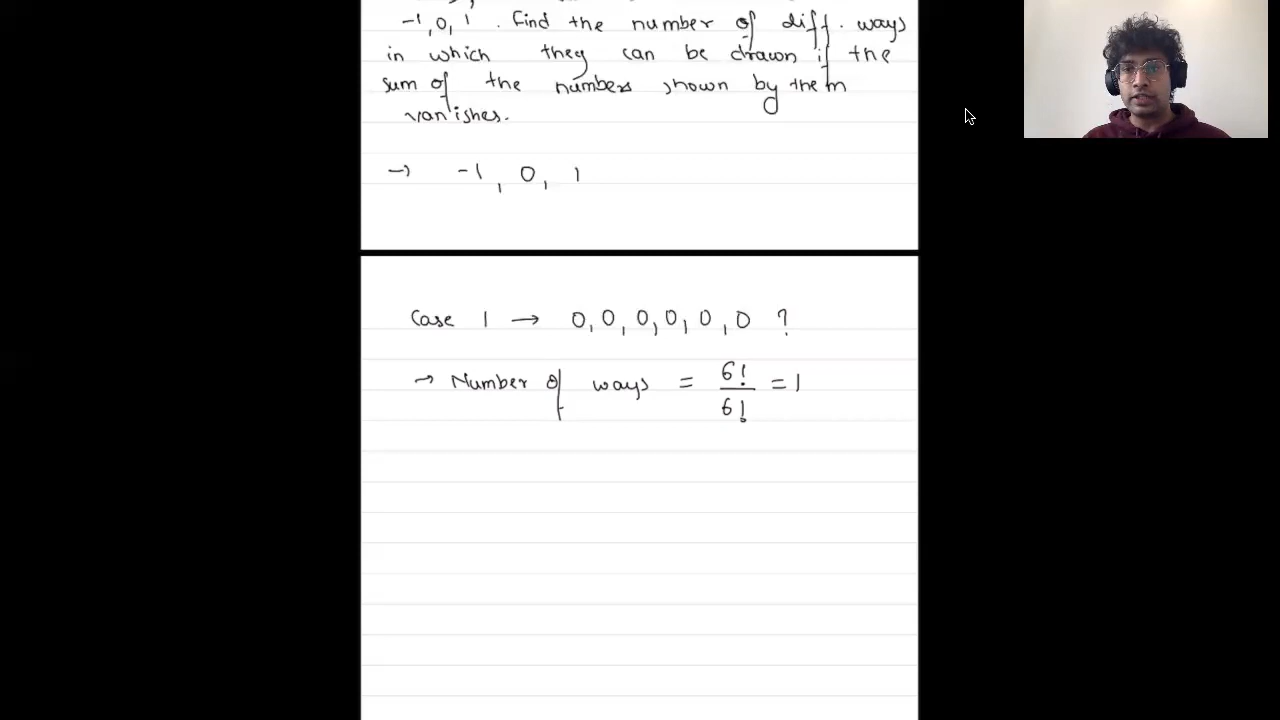 -1, 0, 1 . Find the number of diff. ways
in which they can be drawn if the
sum of the numbers shown by them
vanishes.
→ -1, 0, 1
Case 1 → 0, 0, 0, 0, 0, 0 ?
→ Number of ways = 6!/6! = 1